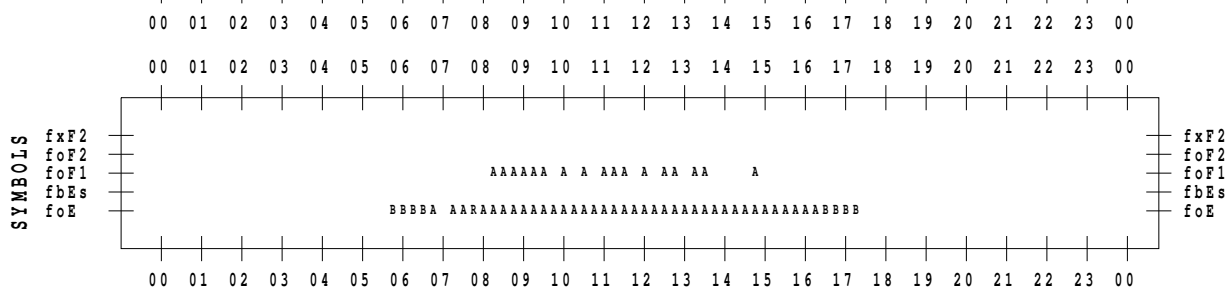 00 01 02 03 04 05 06 07 08 09 10 11 12 13 14 15 16 17 18 19 20 21 22 23 00
00 01 02 03 04 05 06 07 08 09 10 11 12 13 14 15 16 17 18 19 20 21 22 23 00
SYMBOLS
fxF2 fxF2
foF2 foF2
foF1 AAAAAA A A AAA A AA AA A foF1
fbEs fbEs
foE BBBBA AARAAAAAAAAAAAAAAAAAAAAAAAAAAAAAAAAAABBBB foE
00 01 02 03 04 05 06 07 08 09 10 11 12 13 14 15 16 17 18 19 20 21 22 23 00